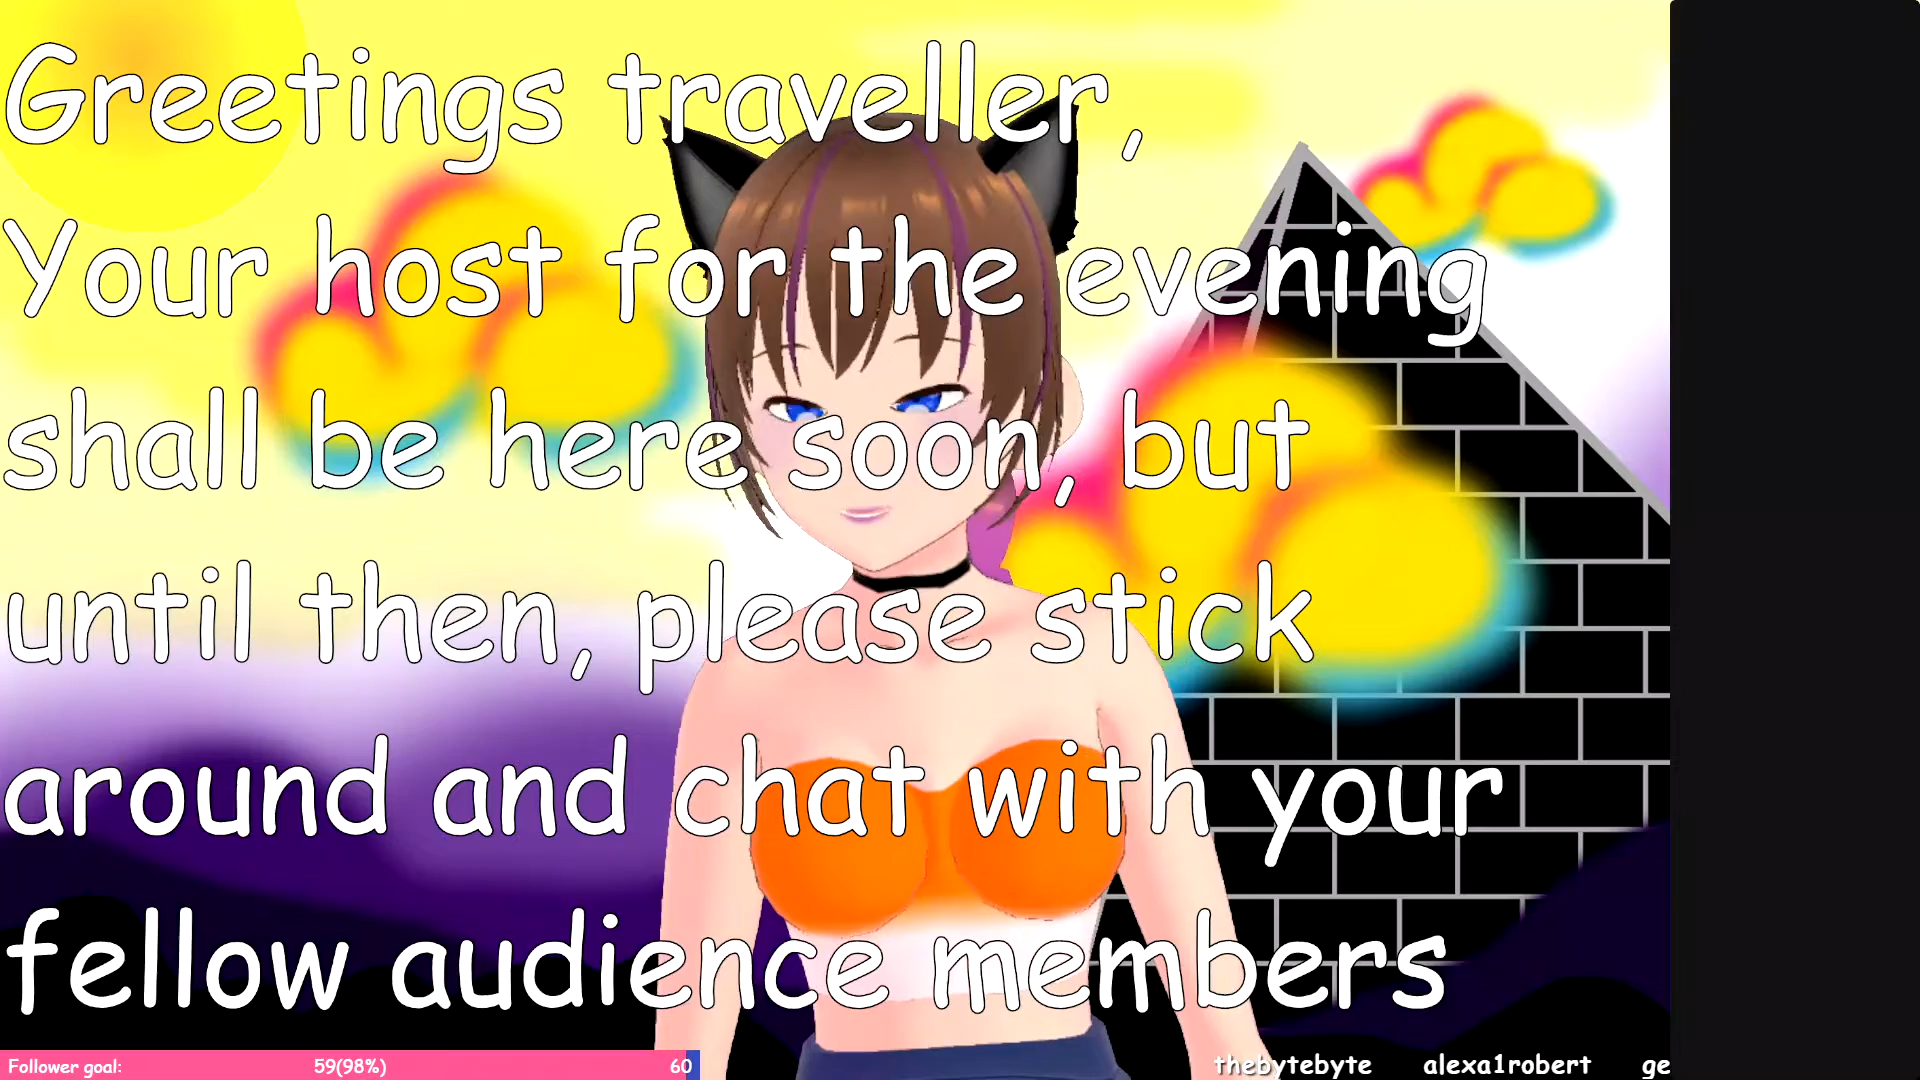 Greetings traveller,
Your host for the evening
shall be here soon, but
until then, please stick
around and chat with your
fellow audience members
Follower goal: 59(98%) 60
thebytebyte alexa1robert ge